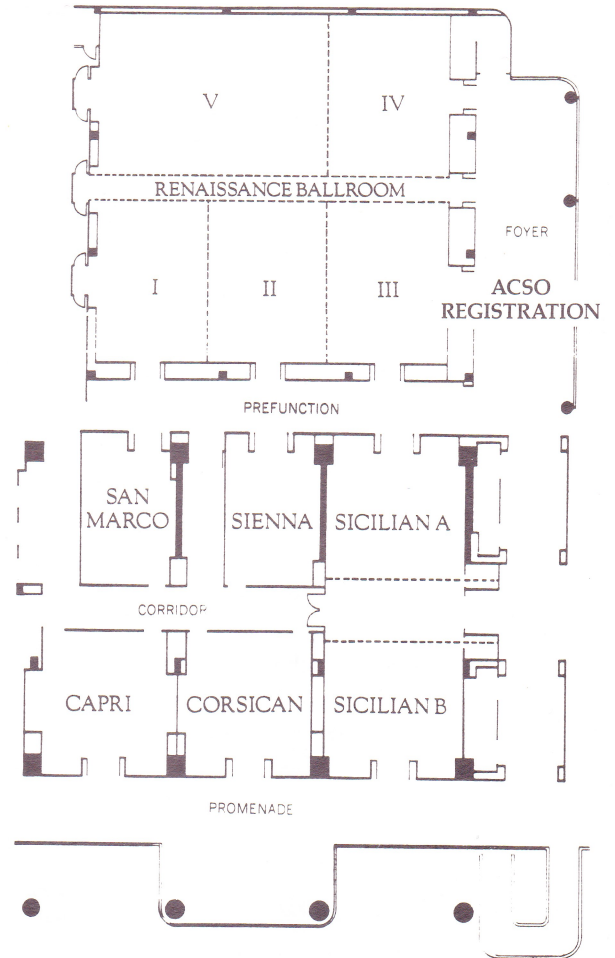 V
IV
RENAISSANCE BALLROOM
FOYER
I
II
III
ACSO
REGISTRATION
PREFUNCTION
SAN
MARCO
SIENNA
SICILIAN A
CORRIDOR
CAPRI
CORSICAN
SICILIAN B
PROMENADE